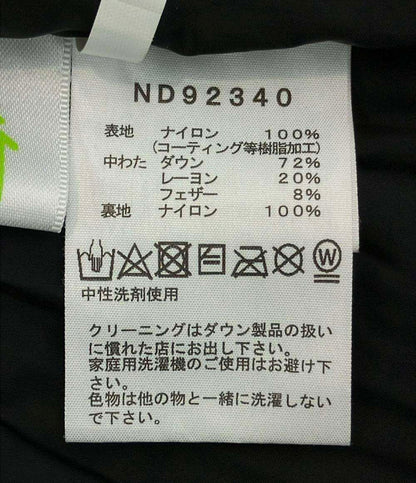 ND92340
表地 ナイロン 100%
(コーティング等樹脂加工)
中わた ダウン 72%
レーヨン 20%
フェザー 8%
裏地 ナイロン 100%
W
中性洗剤使用
クリーニングはダウン製品の扱い
に慣れた店にお出し下さい。
家庭用洗濯機のご使用はお避け下
さい。
色物は他の物と一緒に洗濯しない
で下さい。